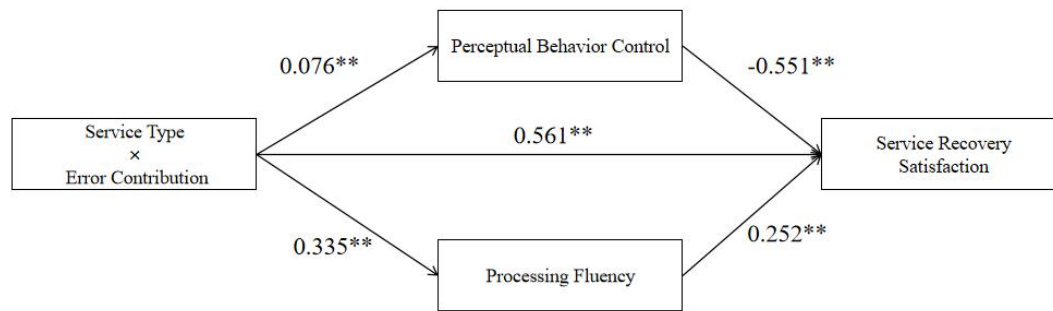 Perceptual Behavior Control
0.076**
-0.551**
Service Type
×
Error Contribution
0.561**
Service Recovery
Satisfaction
0.335**
0.252**
Processing Fluency